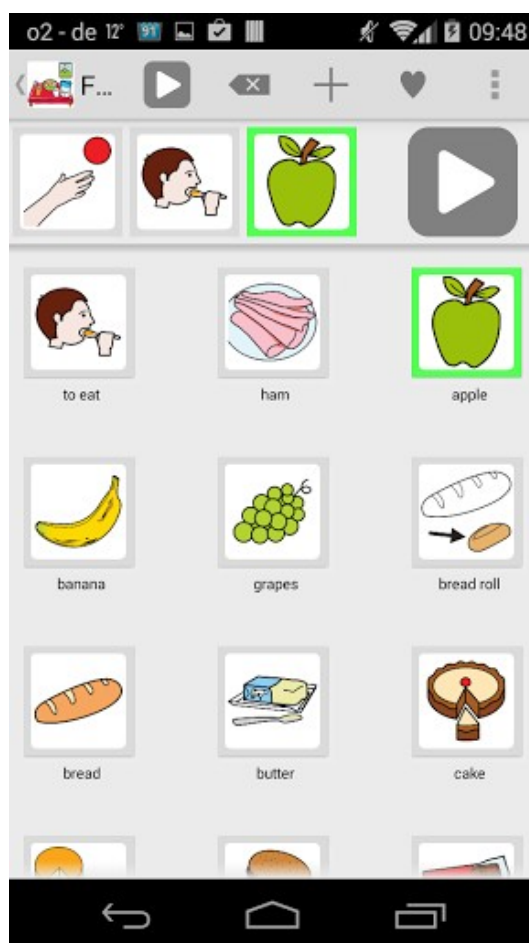 o2 - de 12° 91° 09:48
F...
to eat ham apple
banana grapes bread roll
bread butter cake